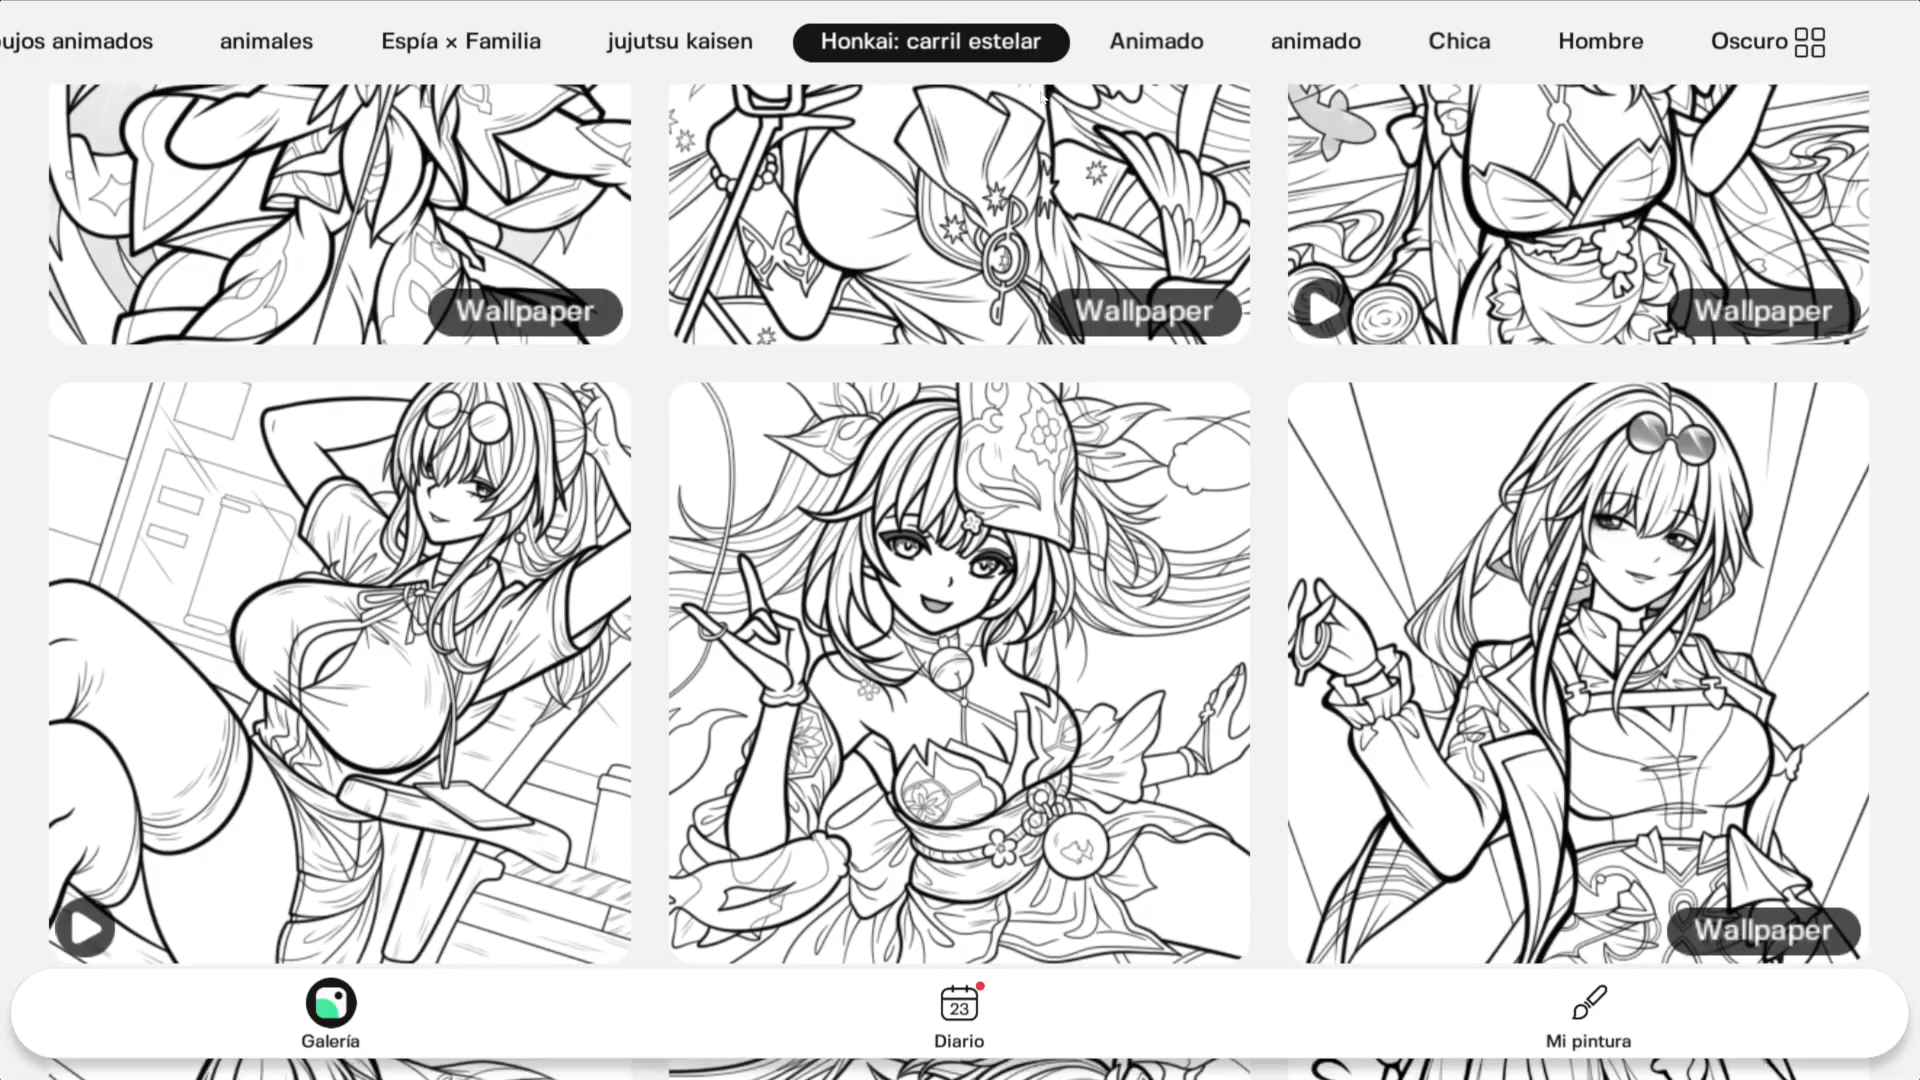 ujos animados
animales
Espía × Familia
jujutsu kaisen
Honkai: carril estelar
Animado
animado
Chica
Hombre
Oscuro
Wallpaper
Wallpaper
Wallpaper
Wallpaper
Galería
23
Diario
Mi pintura